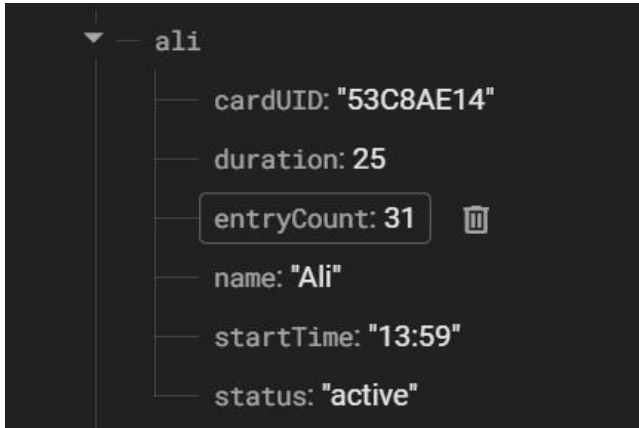 ali
cardUID: "53C8AE14"
duration: 25
entryCount: 31
name: "Ali"
startTime: "13:59"
status: "active"